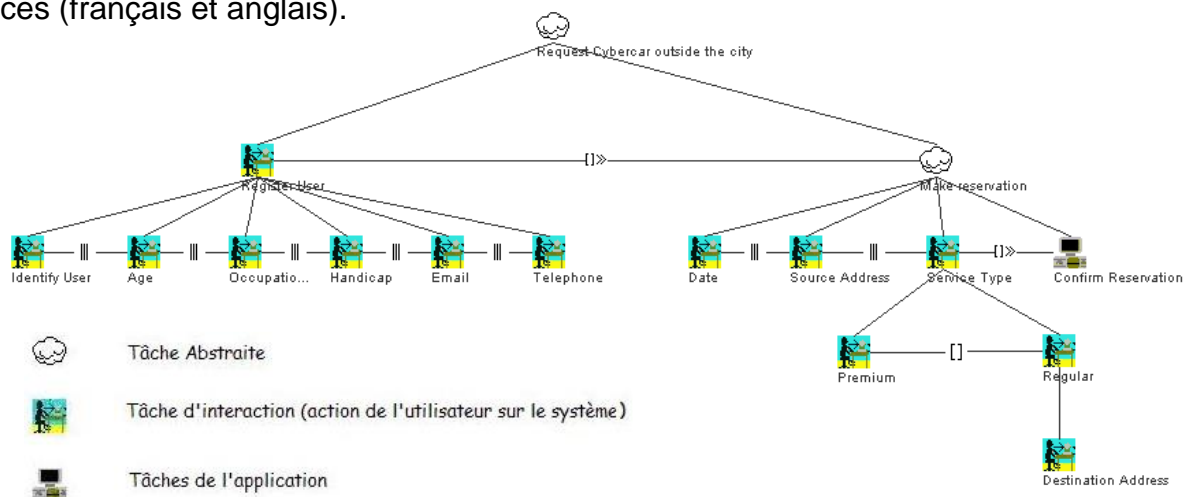 ces (français et anglais).
Request Cybercar outside the city
[]»
Register User
Make reservation
||| ||| ||| ||| ||| ||| ||| []»
Identify User Age Occupatio... Handicap Email Telephone Date Source Address Service Type Confirm Reservation
[]
Premium Regular
Destination Address
Tâche Abstraite
Tâche d'interaction (action de l'utilisateur sur le système)
Tâches de l'application